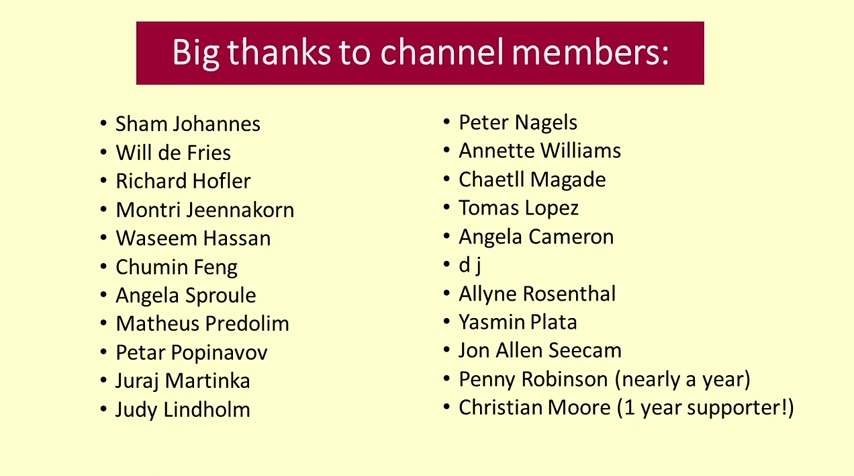 Big thanks to channel members:
• Sham Johannes
• Will de Fries
• Richard Hofler
• Montri Jeennakorn
• Waseem Hassan
• Chumin Feng
• Angela Sproule
• Matheus Predolim
• Petar Popinavov
• Juraj Martinka
• Judy Lindholm
• Peter Nagels
• Annette Williams
• Chaetll Magade
• Tomas Lopez
• Angela Cameron
• d j
• Allyne Rosenthal
• Yasmin Plata
• Jon Allen Seecam
• Penny Robinson (nearly a year)
• Christian Moore (1 year supporter!)